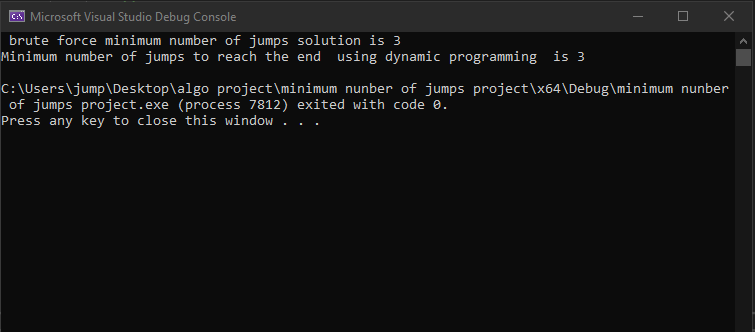 Microsoft Visual Studio Debug Console
 brute force minimum number of jumps solution is 3
Minimum number of jumps to reach the end  using dynamic programming  is 3
C:\Users\jump\Desktop\algo project\minimum nunber of jumps project\x64\Debug\minimum nunber
 of jumps project.exe (process 7812) exited with code 0.
Press any key to close this window . . .